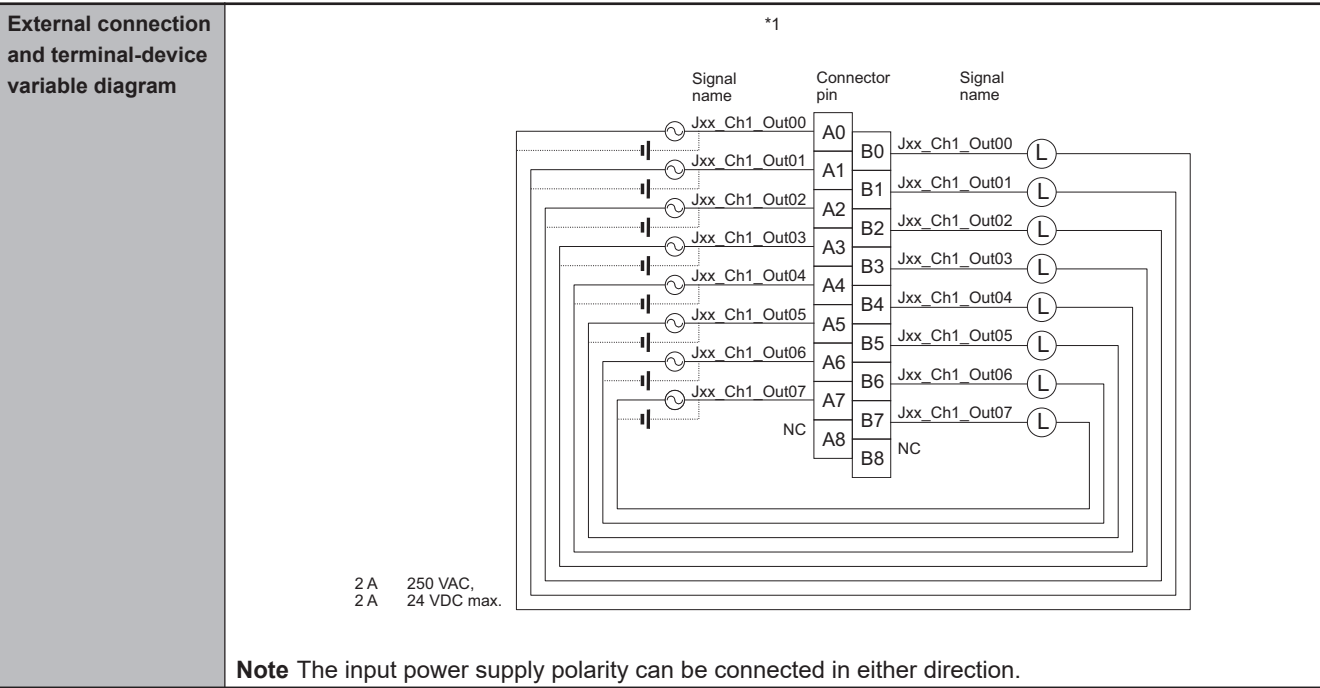 External connection
and terminal-device
variable diagram
*1
Signal
name
Connector
pin
Signal
name
Jxx_Ch1_Out00
A0
B0
Jxx_Ch1_Out00
L
Jxx_Ch1_Out01
A1
B1
Jxx_Ch1_Out01
L
Jxx_Ch1_Out02
A2
B2
Jxx_Ch1_Out02
L
Jxx_Ch1_Out03
A3
B3
Jxx_Ch1_Out03
L
Jxx_Ch1_Out04
A4
B4
Jxx_Ch1_Out04
L
Jxx_Ch1_Out05
A5
B5
Jxx_Ch1_Out05
L
Jxx_Ch1_Out06
A6
B6
Jxx_Ch1_Out06
L
Jxx_Ch1_Out07
A7
B7
Jxx_Ch1_Out07
L
NC
A8
B8
NC
2 A 250 VAC,
2 A 24 VDC max.
Note The input power supply polarity can be connected in either direction.